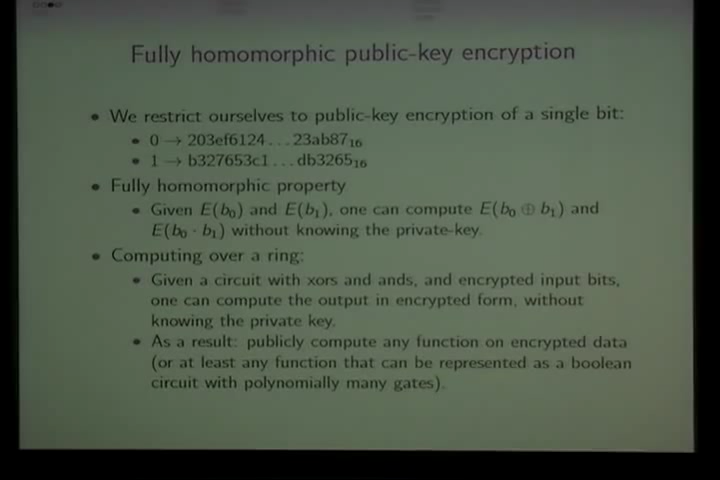 Fully homomorphic public-key encryption
• We restrict ourselves to public-key encryption of a single bit:
• 0 → 203ef6124...23ab87₁₆
• 1 → b327653c1...db3265₁₆
• Fully homomorphic property
• Given E(b₀) and E(b₁), one can compute E(b₀ ⊕ b₁) and
E(b₀ · b₁) without knowing the private-key.
• Computing over a ring:
• Given a circuit with xors and ands, and encrypted input bits,
one can compute the output in encrypted form, without
knowing the private key.
• As a result: publicly compute any function on encrypted data
(or at least any function that can be represented as a boolean
circuit with polynomially many gates).